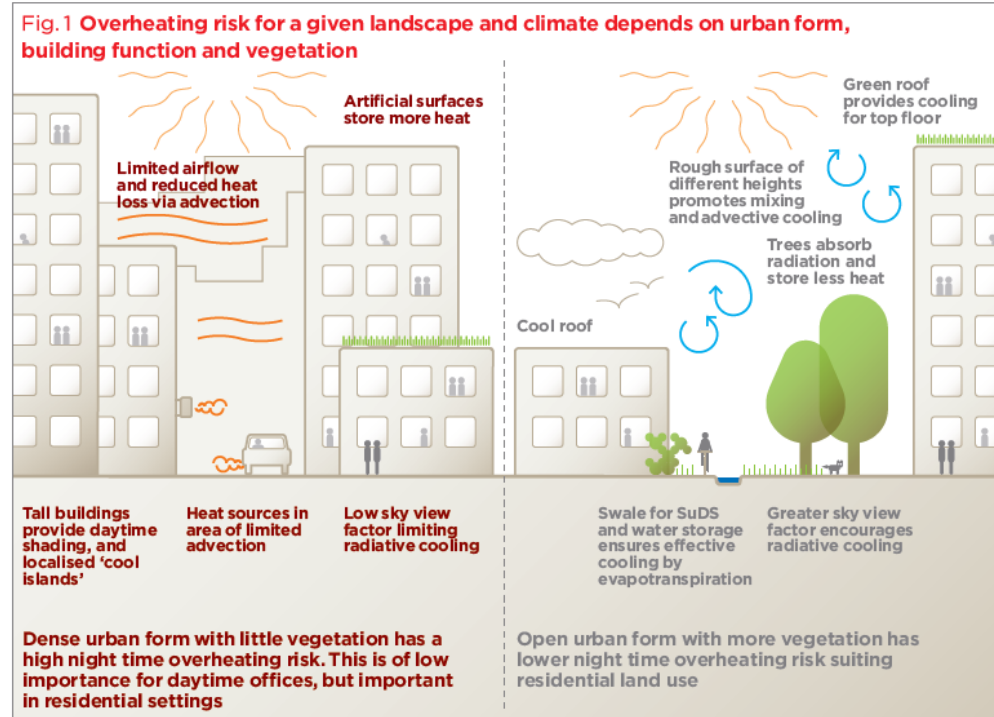 Fig. 1 Overheating risk for a given landscape and climate depends on urban form,
building function and vegetation
Artificial surfaces
store more heat
Limited airflow
and reduced heat
loss via advection
Green roof
provides cooling
for top floor
Rough surface of
different heights
promotes mixing
and advective cooling
Trees absorb
radiation and
store less heat
Cool roof
Tall buildings
provide daytime
shading, and
localised ‘cool
islands’
Heat sources in
area of limited
advection
Low sky view
factor limiting
radiative cooling
Swale for SuDS
and water storage
ensures effective
cooling by
evapotranspiration
Greater sky view
factor encourages
radiative cooling
Dense urban form with little vegetation has a
high night time overheating risk. This is of low
importance for daytime offices, but important
in residential settings
Open urban form with more vegetation has
lower night time overheating risk suiting
residential land use